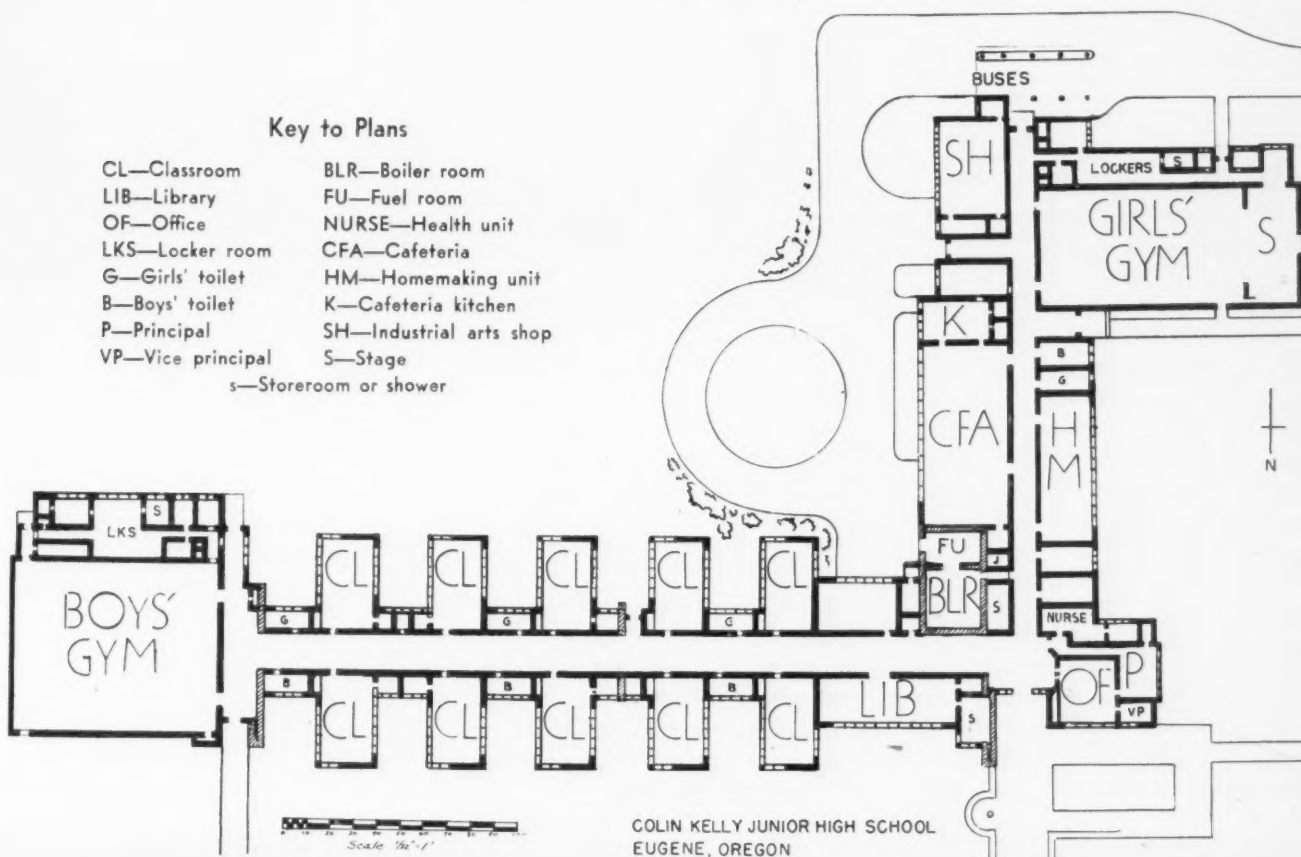 Key to Plans
CL—Classroom
LIB—Library
OF—Office
LKS—Locker room
G—Girls' toilet
B—Boys' toilet
P—Principal
VP—Vice principal
BLR—Boiler room
FU—Fuel room
NURSE—Health unit
CFA—Cafeteria
HM—Homemaking unit
K—Cafeteria kitchen
SH—Industrial arts shop
S—Stage
s—Storeroom or shower
BUSES
SH
LOCKERS
S
GIRLS'
GYM
S
K
B
G
CFA
H
M
N
S
LKS
BOYS'
GYM
CL
CL
CL
CL
CL
FU
J
BLR
S
G
G
G
NURSE
B
B
B
CL
CL
CL
CL
CL
LIB
S
OF
P
VP
Scale 1/32"=1'
COLIN KELLY JUNIOR HIGH SCHOOL
EUGENE, OREGON